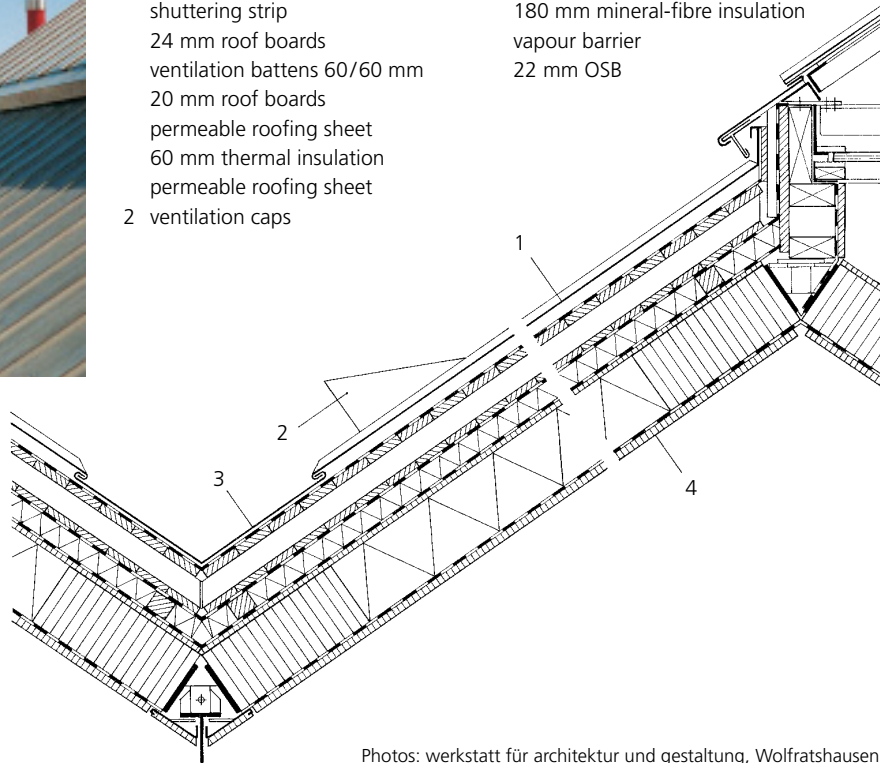 shuttering strip
24 mm roof boards
ventilation battens 60/60 mm
20 mm roof boards
permeable roofing sheet
60 mm thermal insulation
permeable roofing sheet
2 ventilation caps
180 mm mineral-fibre insulation
vapour barrier
22 mm OSB
1
2
3
4
Photos: werkstatt für architektur und gestaltung, Wolfratshausen